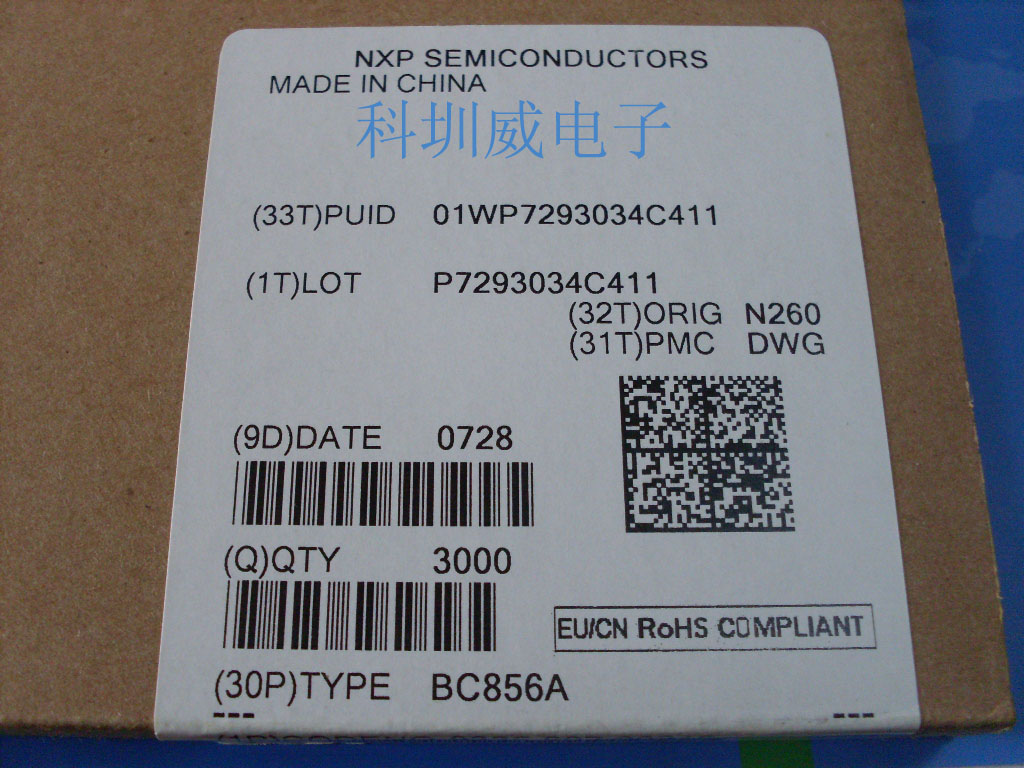 NXP SEMICONDUCTORS
MADE IN CHINA
科圳威电子
(33T)PUID 01WP7293034C411
(1T)LOT P7293034C411
(32T)ORIG N260
(31T)PMC DWG
(9D)DATE 0728
(Q)QTY 3000
EU/CN RoHS COMPLIANT
(30P)TYPE BC856A